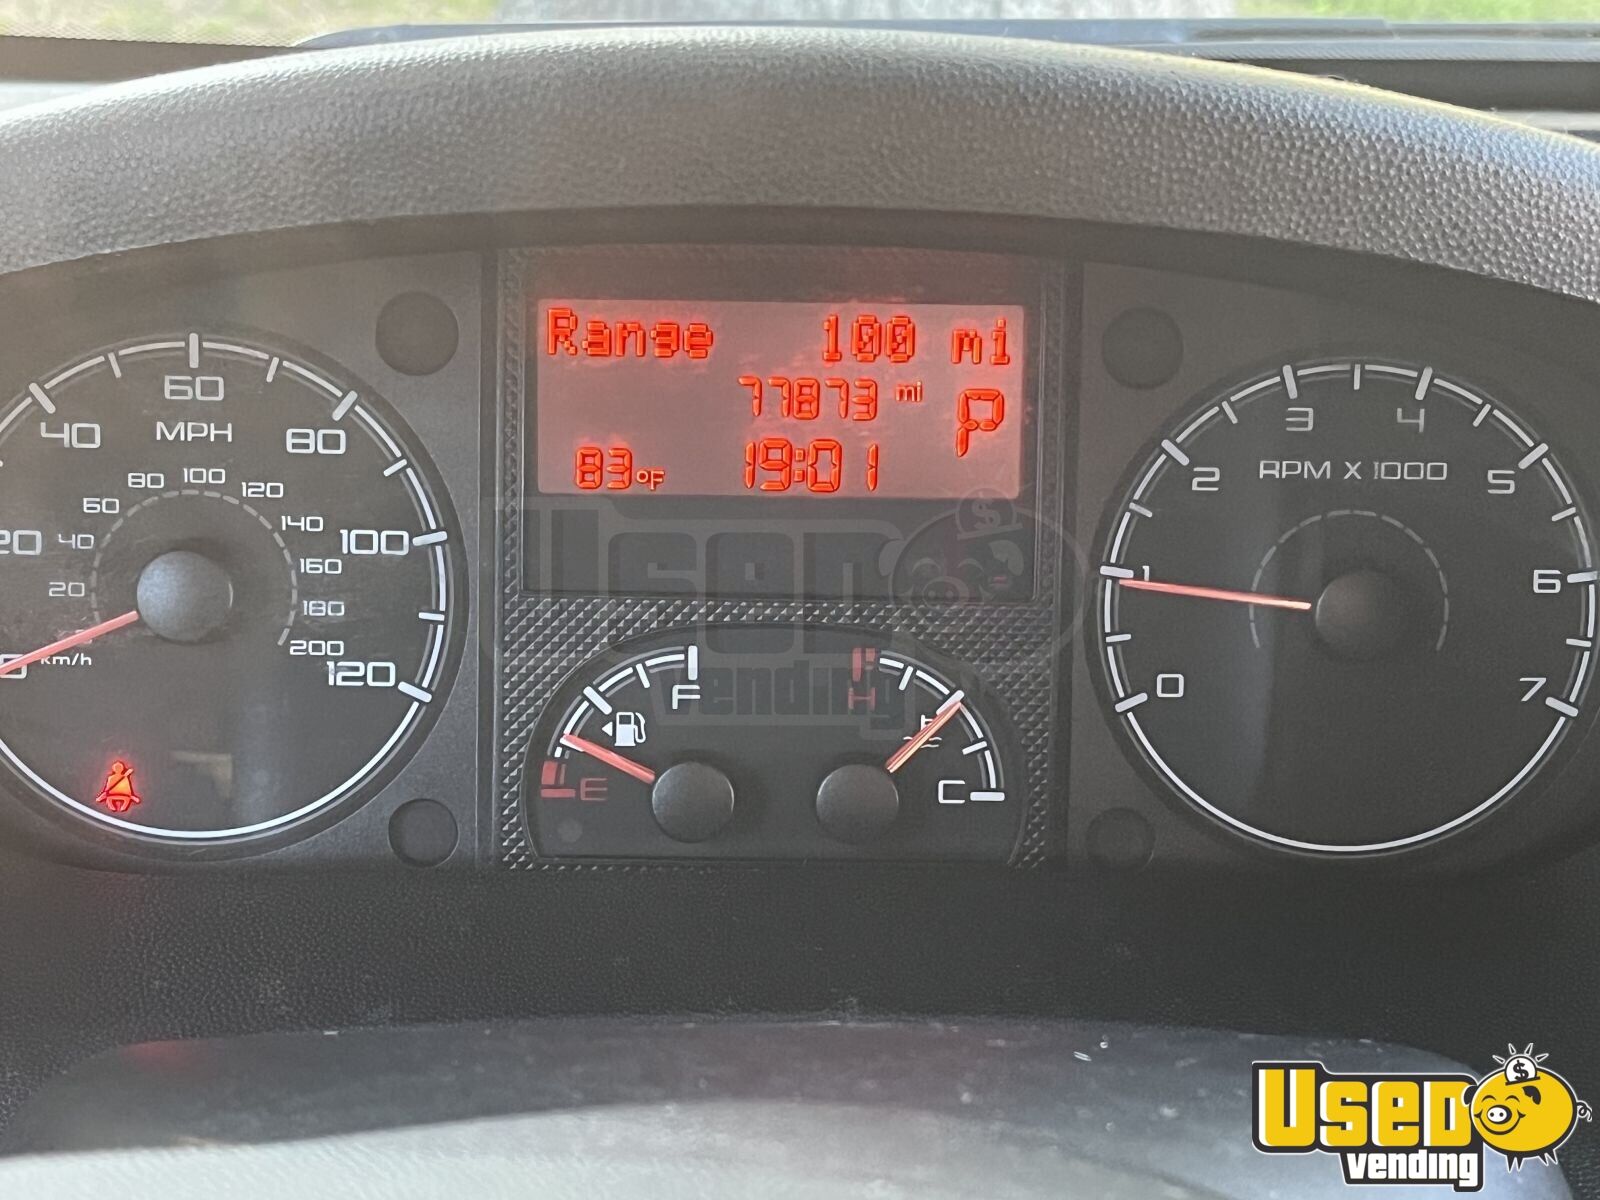 Range 100 mi
77873 mi
P
83°F 19:01
20 40 60 80 100 120
MPH
20 40 60 80 100 120 140 160 180 200
km/h
F
E
H
C
0 1 2 3 4 5 6 7
RPM X 1000
Used
vending
$
Used
vending